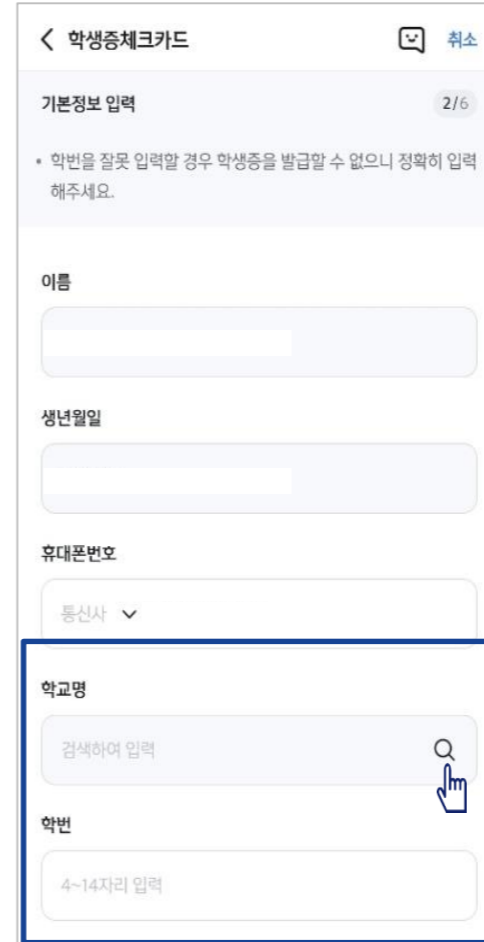 학생증체크카드 취소
기본정보 입력 2/6
• 학번을 잘못 입력할 경우 학생증을 발급할 수 없으니 정확히 입력
해주세요.
이름
생년월일
휴대폰번호
통신사
학교명
검색하여 입력
학번
4~14자리 입력